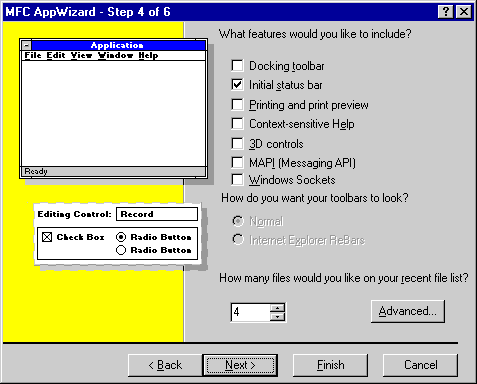 MFC AppWizard - Step 4 of 6
What features would you like to include?
Application
File Edit View Window Help
Ready
Docking toolbar
Initial status bar
Printing and print preview
Context-sensitive Help
3D controls
MAPI (Messaging API)
Windows Sockets
How do you want your toolbars to look?
Normal
Internet Explorer ReBars
Editing Control: Record
Check Box Radio Button
Radio Button
How many files would you like on your recent file list?
4
Advanced...
< Back Next > Finish Cancel